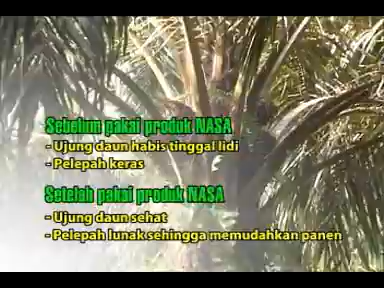 Sebelum pakai produk NASA
- Ujung daun habis tinggal lidi
- Pelepah keras
Setelah pakai produk NASA
- Ujung daun sehat
- Pelepah lunak sehingga memudahkan panen